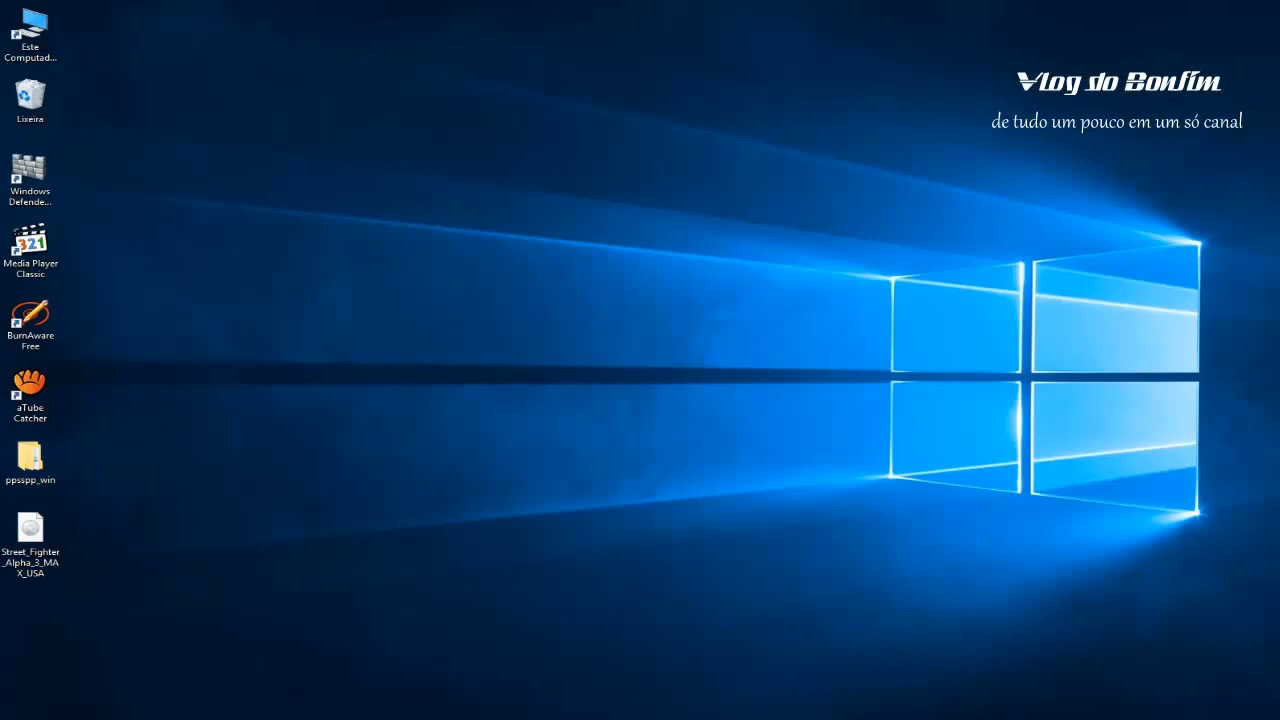 Este
Computad...
Lixeira
Windows
Defende...
321
Media Player
Classic
BurnAware
Free
aTube
Catcher
ppsspp_win
Street_Fighter
_Alpha_3_MA
X_USA
Vlog do Bonfim
de tudo um pouco em um só canal